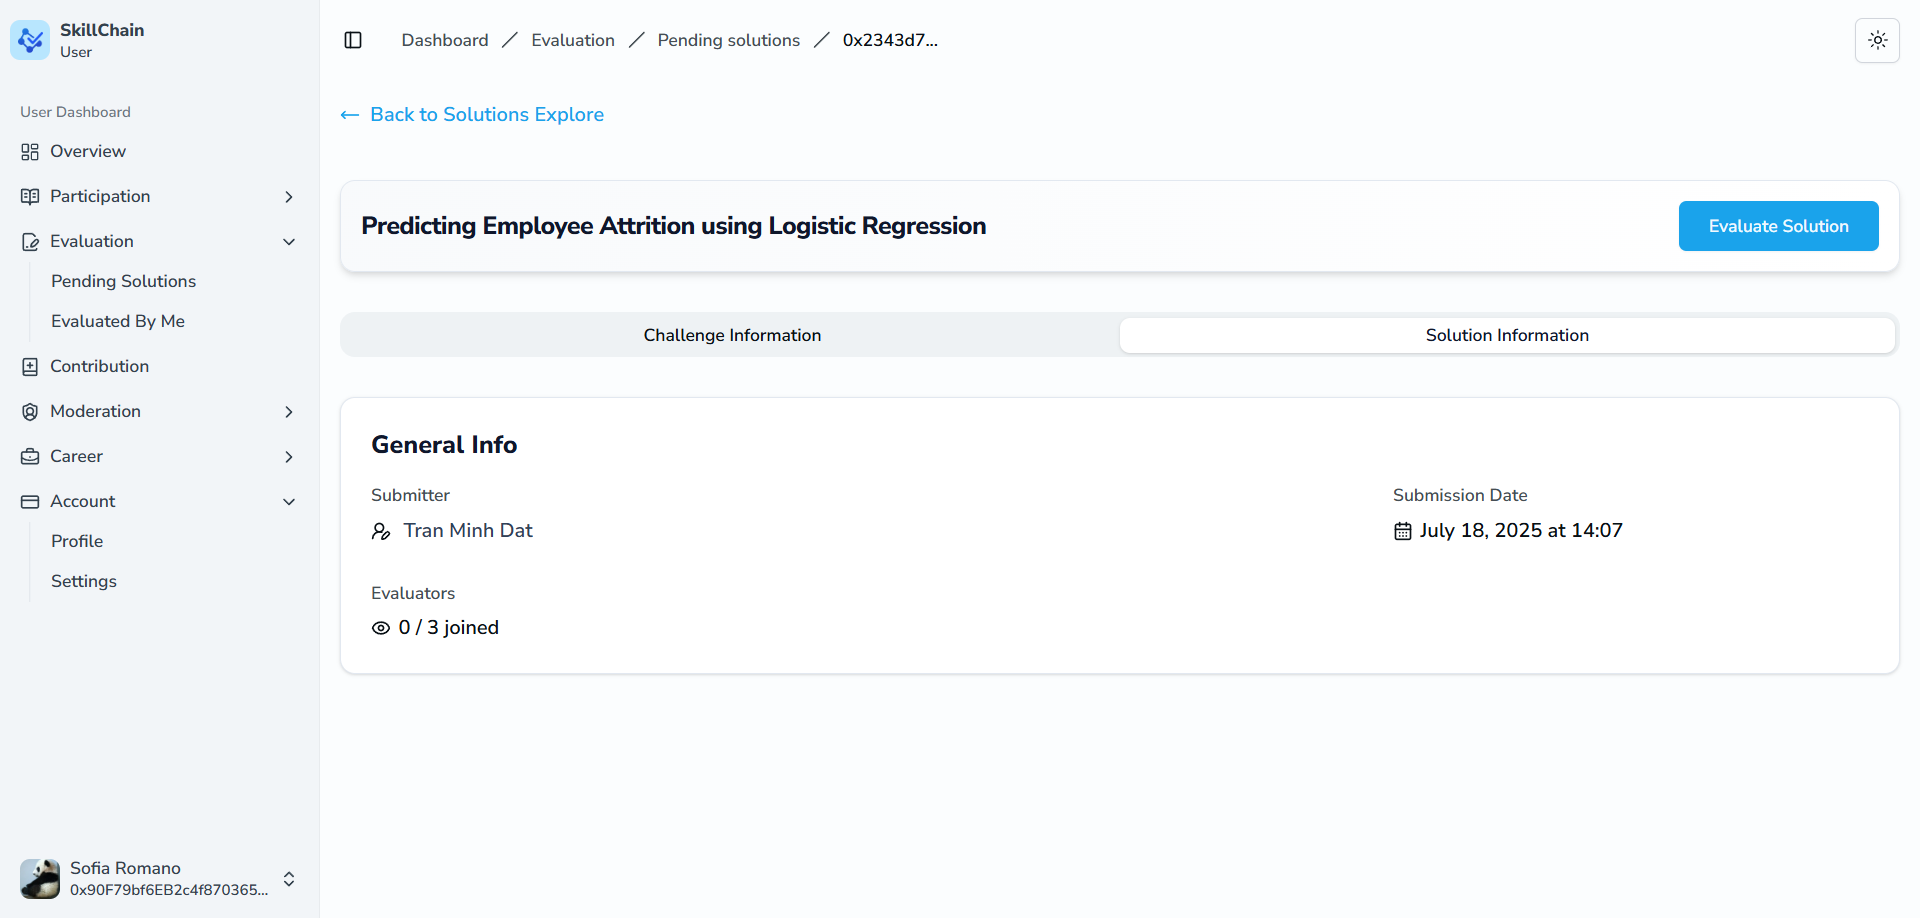 SkillChain
User
User Dashboard
Overview
Participation
Evaluation
Pending Solutions
Evaluated By Me
Contribution
Moderation
Career
Account
Profile
Settings
Sofia Romano
0x90F79bf6EB2c4f870365...
Dashboard / Evaluation / Pending solutions / 0x2343d7...
← Back to Solutions Explore
Predicting Employee Attrition using Logistic Regression
Evaluate Solution
Challenge Information
Solution Information
General Info
Submitter
Tran Minh Dat
Submission Date
July 18, 2025 at 14:07
Evaluators
0 / 3 joined